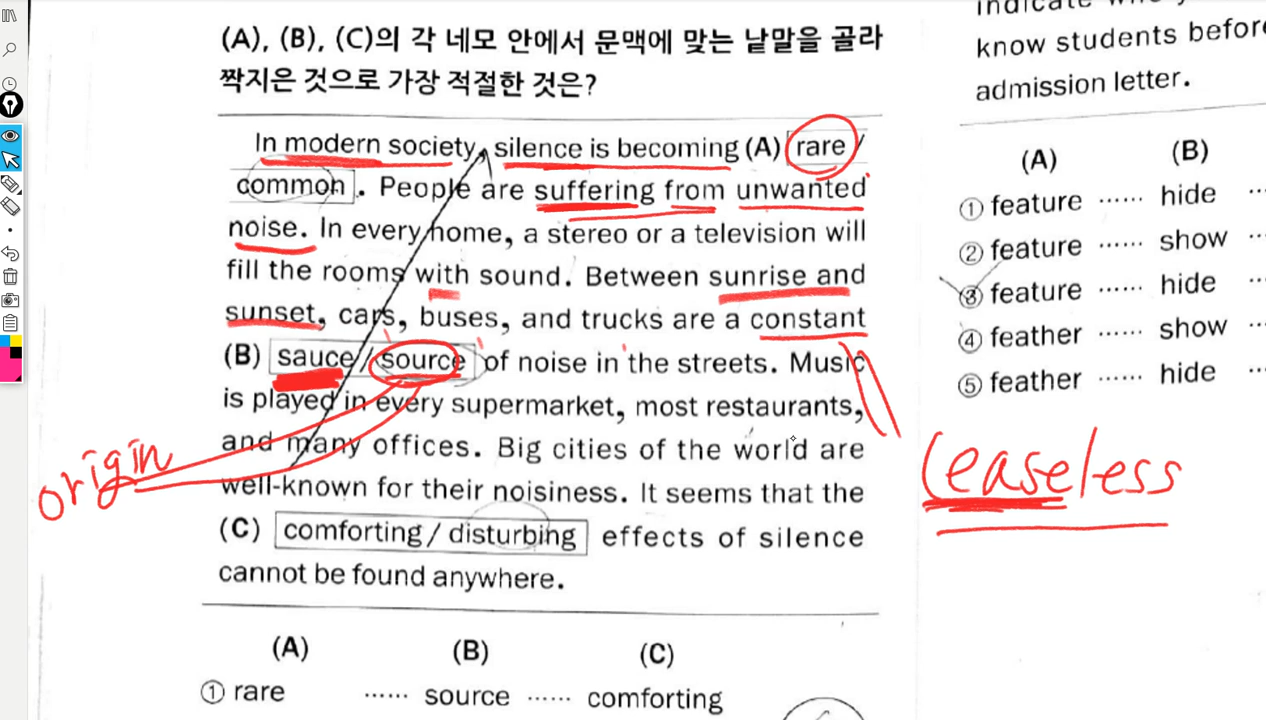 (A), (B), (C)의 각 네모 안에서 문맥에 맞는 낱말을 골라
짝지은 것으로 가장 적절한 것은?
In modern society, silence is becoming (A) rare /
common . People are suffering from unwanted
noise. In every home, a stereo or a television will
fill the rooms with sound. Between sunrise and
sunset, cars, buses, and trucks are a constant
(B) sauce / source of noise in the streets. Music
is played in every supermarket, most restaurants,
and many offices. Big cities of the world are
well-known for their noisiness. It seems that the
(C) comforting / disturbing effects of silence
cannot be found anywhere.
(A) (B) (C)
① rare ······ source ······ comforting
origin
ceaseless
know students before
admission letter.
(A) (B)
① feature ······ hide
② feature ······ show
③ feature ······ hide
④ feather ······ show
⑤ feather ······ hide